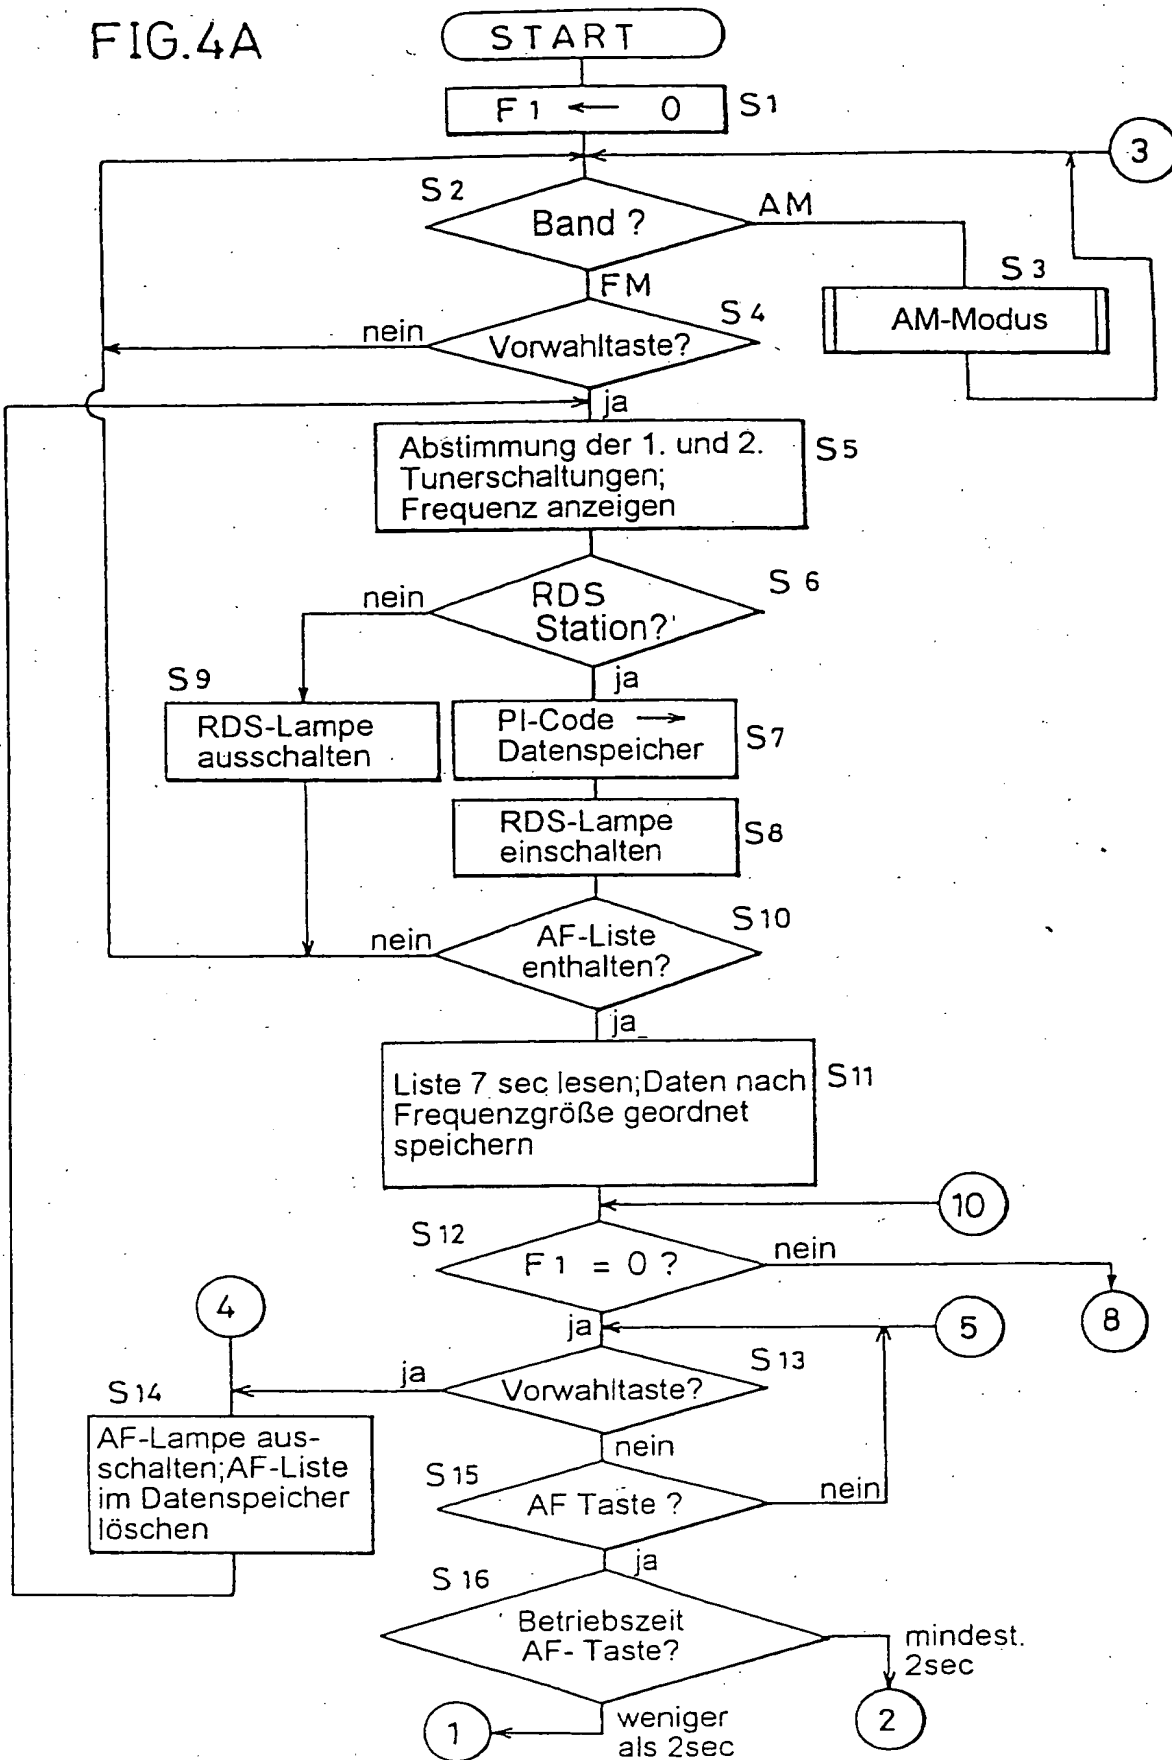 FIG.4A
START
F1 ← 0
S1
3
S2
Band ?
AM
FM
S3
AM-Modus
S4
nein
Vorwahltaste?
ja
Abstimmung der 1. und 2.
Tunerschaltungen;
Frequenz anzeigen
S5
S6
nein
RDS
Station?
ja
S9
RDS-Lampe
ausschalten
PI-Code →
Datenspeicher
S7
RDS-Lampe
einschalten
S8
S10
nein
AF-Liste
enthalten?
ja
Liste 7 sec lesen;Daten nach
Frequenzgröße geordnet
speichern
S11
10
S12
F1 = 0 ?
nein
8
4
ja
5
S13
ja
Vorwahltaste?
nein
S14
AF-Lampe aus-
schalten;AF-Liste
im Datenspeicher
löschen
S15
AF Taste ?
nein
ja
S16
Betriebszeit
AF- Taste?
mindest.
2sec
2
1
weniger
als 2sec